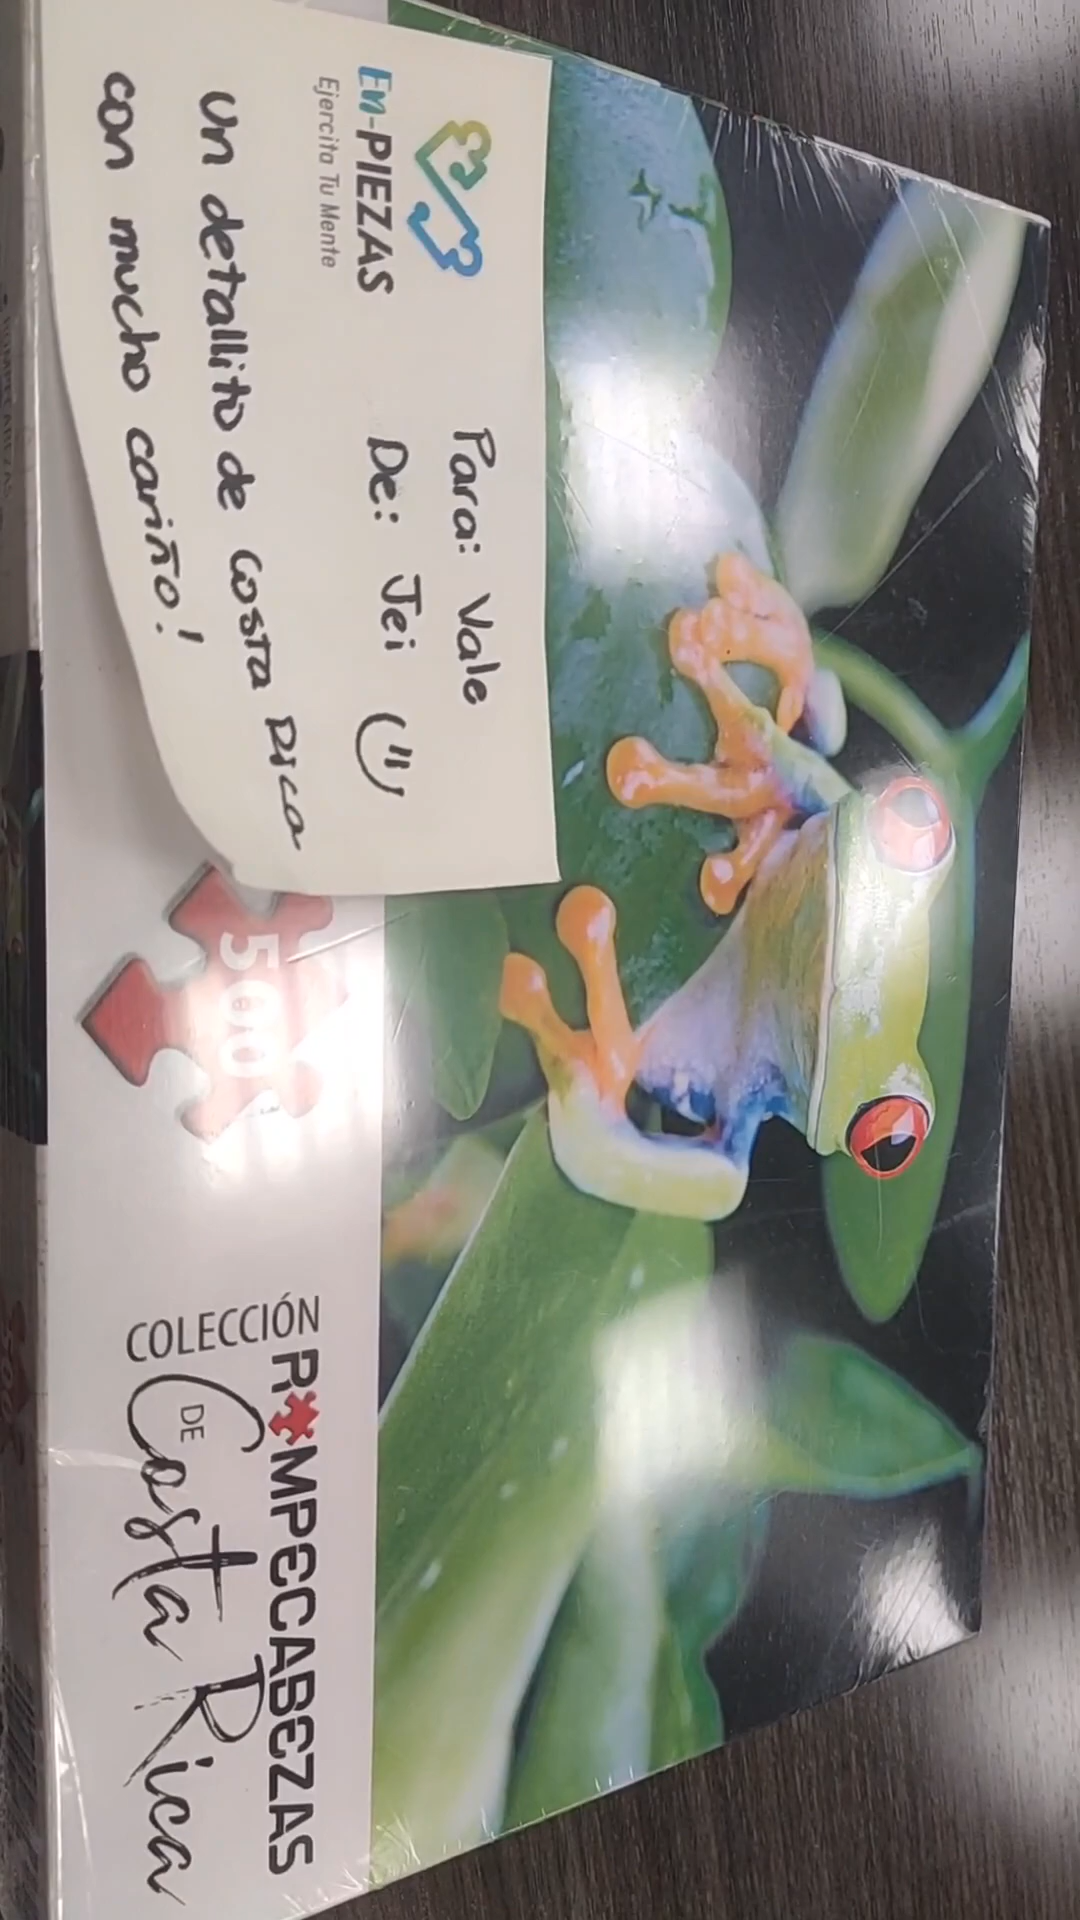 En-PIEZAS
Ejercita Tu Mente
Para: Vale
De: Jei
Un detallito de Costa Rica
con mucho cariño!
500
COLECCIÓN
ROMPECABEZAS
DE
Costa Rica